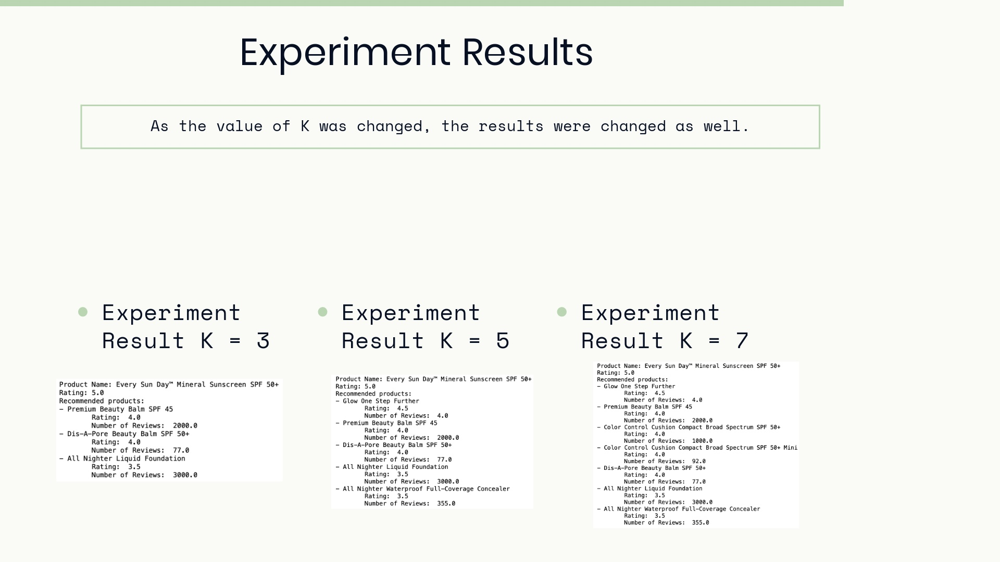 Experiment Results
As the value of K was changed, the results were changed as well.
Experiment
Result K = 3
Product Name: Every Sun Day™ Mineral Sunscreen SPF 50+
Rating: 5.0
Recommended products:
– Premium Beauty Balm SPF 45
Rating: 4.0
Number of Reviews: 2000.0
– Dis–A–Pore Beauty Balm SPF 50+
Rating: 4.0
Number of Reviews: 77.0
– All Nighter Liquid Foundation
Rating: 3.5
Number of Reviews: 3000.0
Experiment
Result K = 5
Product Name: Every Sun Day™ Mineral Sunscreen SPF 50+
Rating: 5.0
Recommended products:
– Glow One Step Further
Rating: 4.5
Number of Reviews: 4.0
– Premium Beauty Balm SPF 45
Rating: 4.0
Number of Reviews: 2000.0
– Dis–A–Pore Beauty Balm SPF 50+
Rating: 4.0
Number of Reviews: 77.0
– All Nighter Liquid Foundation
Rating: 3.5
Number of Reviews: 3000.0
– All Nighter Waterproof Full–Coverage Concealer
Rating: 3.5
Number of Reviews: 355.0
Experiment
Result K = 7
Product Name: Every Sun Day™ Mineral Sunscreen SPF 50+
Rating: 5.0
Recommended products:
– Glow One Step Further
Rating: 4.5
Number of Reviews: 4.0
– Premium Beauty Balm SPF 45
Rating: 4.0
Number of Reviews: 2000.0
– Color Control Cushion Compact Broad Spectrum SPF 50+
Rating: 4.0
Number of Reviews: 1000.0
– Color Control Cushion Compact Broad Spectrum SPF 50+ Mini
Rating: 4.0
Number of Reviews: 92.0
– Dis–A–Pore Beauty Balm SPF 50+
Rating: 4.0
Number of Reviews: 77.0
– All Nighter Liquid Foundation
Rating: 3.5
Number of Reviews: 3000.0
– All Nighter Waterproof Full–Coverage Concealer
Rating: 3.5
Number of Reviews: 355.0